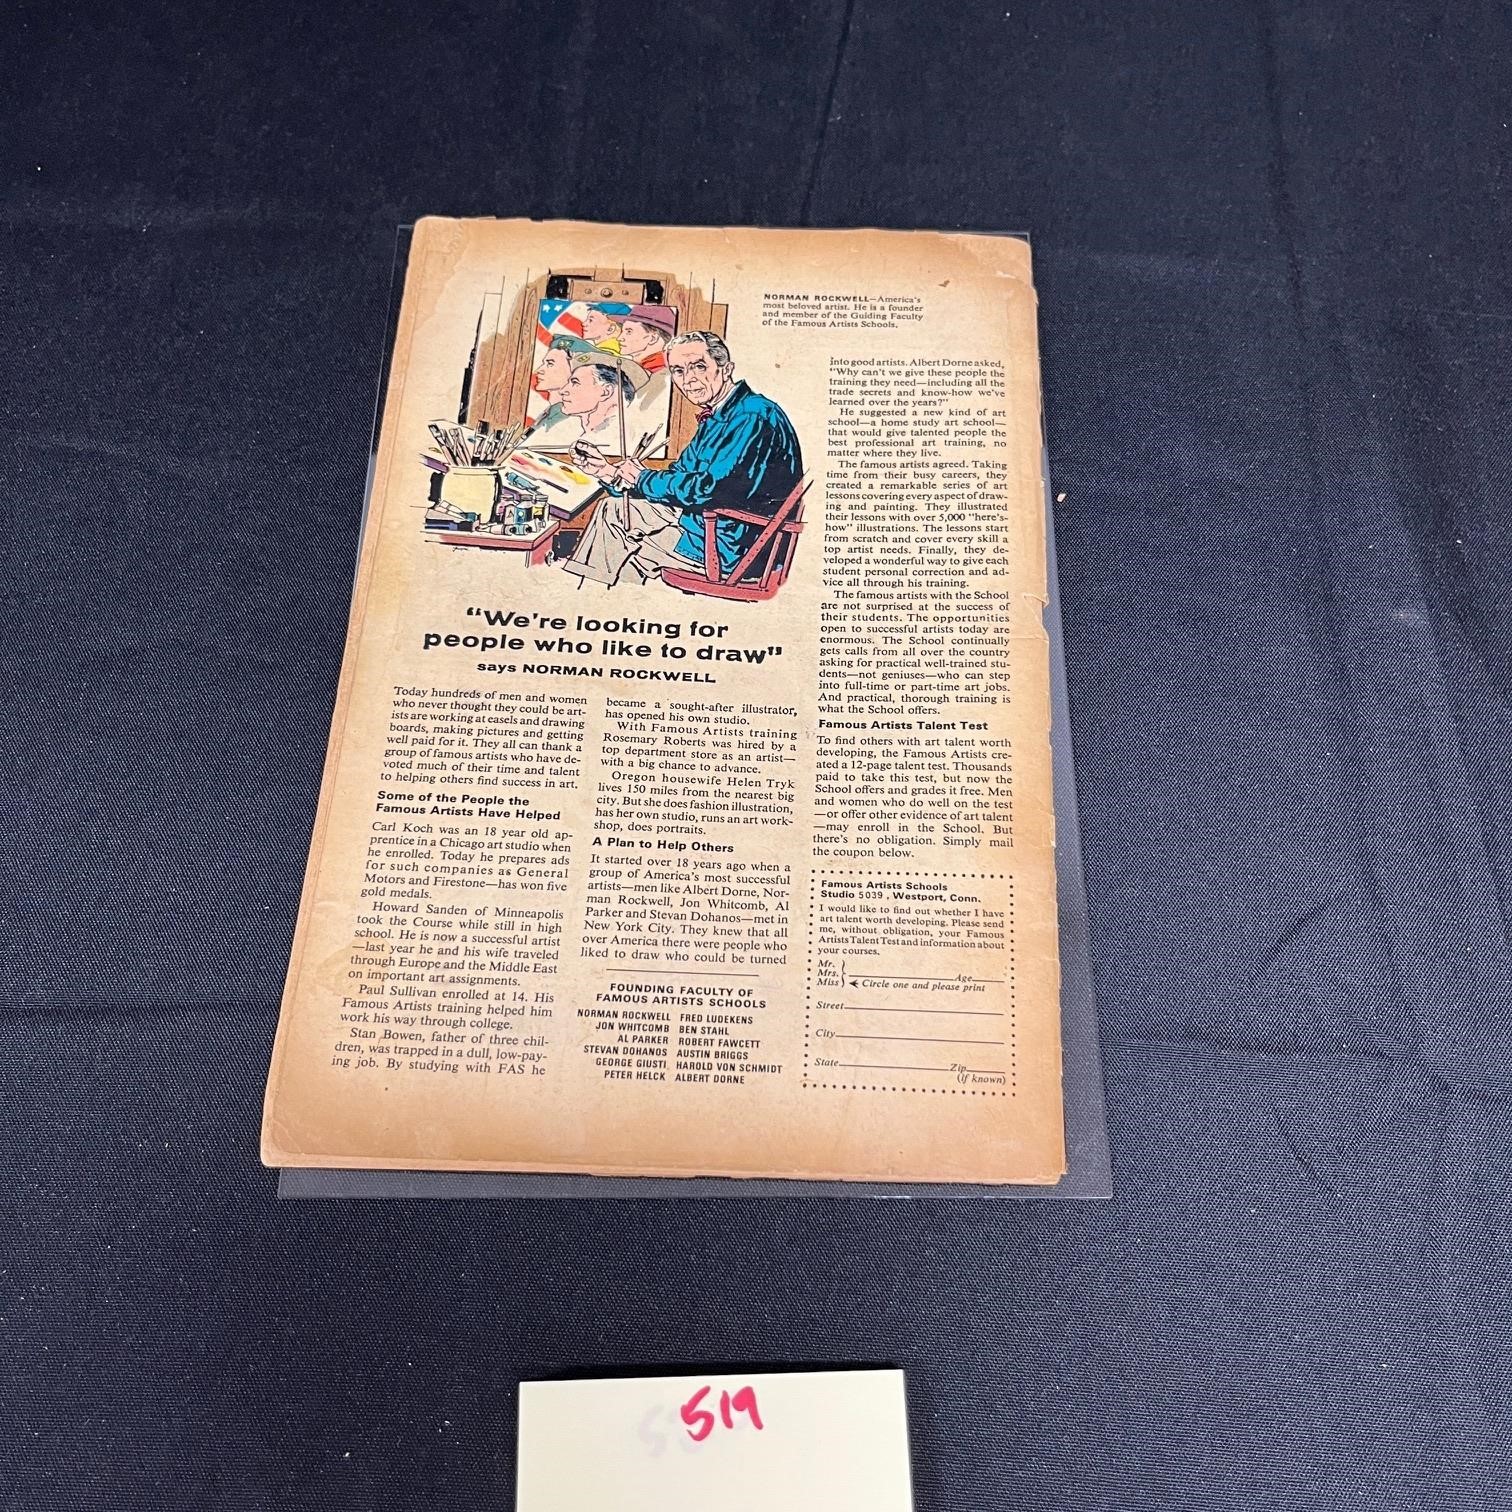 NORMAN ROCKWELL—America's
most beloved artist. He is a founder
and member of the Guiding Faculty
of the Famous Artists Schools.
"We're looking for
people who like to draw"
says NORMAN ROCKWELL
Today hundreds of men and women
who never thought they could be art-
ists are working at easels and drawing
boards, making pictures and getting
well paid for it. They all can thank a
group of famous artists who have de-
voted much of their time and talent
to helping others find success in art.
Some of the People the
Famous Artists Have Helped
Carl Koch was an 18 year old ap-
prentice in a Chicago art studio when
he enrolled. Today he prepares ads
for such companies as General
Motors and Firestone—has won five
gold medals.
Howard Sanden of Minneapolis
took the Course while still in high
school. He is now a successful artist
—last year he and his wife traveled
through Europe and the Middle East
on important art assignments.
Paul Sullivan enrolled at 14. His
Famous Artists training helped him
work his way through college.
Stan Bowen, father of three chil-
dren, was trapped in a dull, low-pay-
ing job. By studying with FAS he
became a sought-after illustrator,
has opened his own studio.
With Famous Artists training
Rosemary Roberts was hired by a
top department store as an artist—
with a big chance to advance.
Oregon housewife Helen Tryk
lives 150 miles from the nearest big
city. But she does fashion illustration,
has her own studio, runs an art work-
shop, does portraits.
A Plan to Help Others
It started over 18 years ago when a
group of America's most successful
artists—men like Albert Dorne, Nor-
man Rockwell, Jon Whitcomb, Al
Parker and Stevan Dohanos—met in
New York City. They knew that all
over America there were people who
liked to draw who could be turned
FOUNDING FACULTY OF
FAMOUS ARTISTS SCHOOLS
NORMAN ROCKWELL FRED LUDEKENS
JON WHITCOMB BEN STAHL
AL PARKER ROBERT FAWCETT
STEVAN DOHANOS AUSTIN BRIGGS
GEORGE GIUSTI HAROLD VON SCHMIDT
PETER HELCK ALBERT DORNE
into good artists. Albert Dorne asked,
"Why can't we give these people the
training they need—including all the
trade secrets and know-how we've
learned over the years?"
He suggested a new kind of art
school—a home study art school—
that would give talented people the
best professional art training, no
matter where they live.
The famous artists agreed. Taking
time from their busy careers, they
created a remarkable series of art
lessons covering every aspect of draw-
ing and painting. They illustrated
their lessons with over 5,000 "here's-
how" illustrations. The lessons start
from scratch and cover every skill a
top artist needs. Finally, they de-
veloped a wonderful way to give each
student personal correction and ad-
vice all through his training.
The famous artists with the School
are not surprised at the success of
their students. The opportunities
open to successful artists today are
enormous. The School continually
gets calls from all over the country
asking for practical well-trained stu-
dents—not geniuses—who can step
into full-time or part-time art jobs.
And practical, thorough training is
what the School offers.
Famous Artists Talent Test
To find others with art talent worth
developing, the Famous Artists cre-
ated a 12-page talent test. Thousands
paid to take this test, but now the
School offers and grades it free. Men
and women who do well on the test
—or offer other evidence of art talent
—may enroll in the School. But
there's no obligation. Simply mail
the coupon below.
Famous Artists Schools
Studio 5039, Westport, Conn.
I would like to find out whether I have
art talent worth developing. Please send
me, without obligation, your Famous
Artists Talent Test and information about
your courses.
Mr.
Mrs. Age
Miss Circle one and please print
Street
City
State Zip
(if known)
519